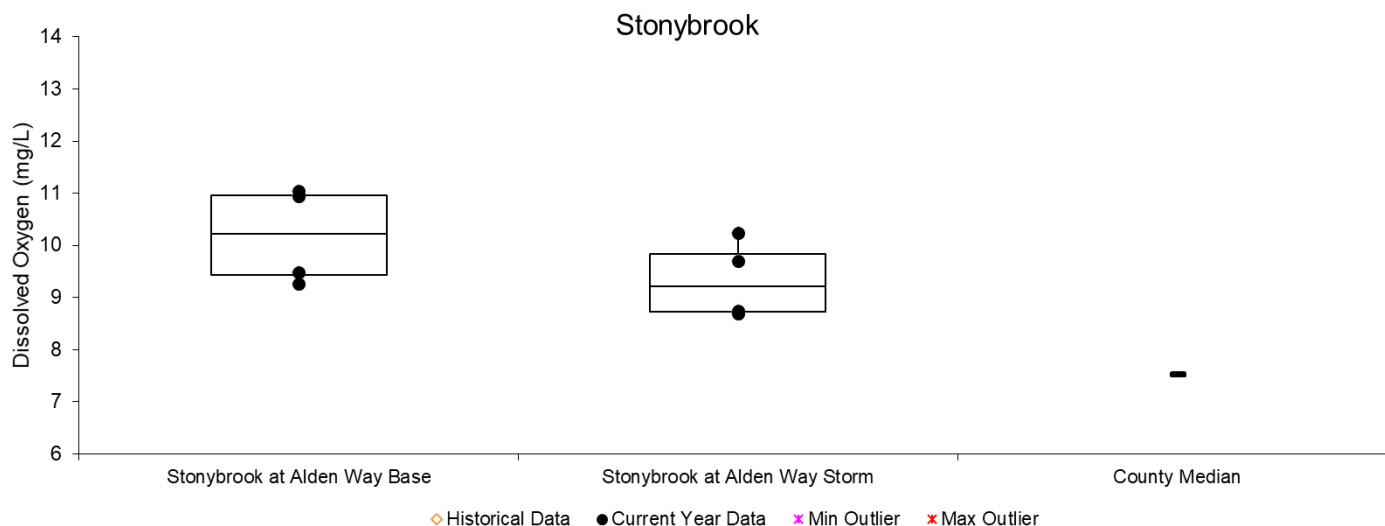 Stonybrook
14
13
12
11
10
9
8
7
6
Dissolved Oxygen (mg/L)
Stonybrook at Alden Way Base
Stonybrook at Alden Way Storm
County Median
Historical Data
Current Year Data
Min Outlier
Max Outlier